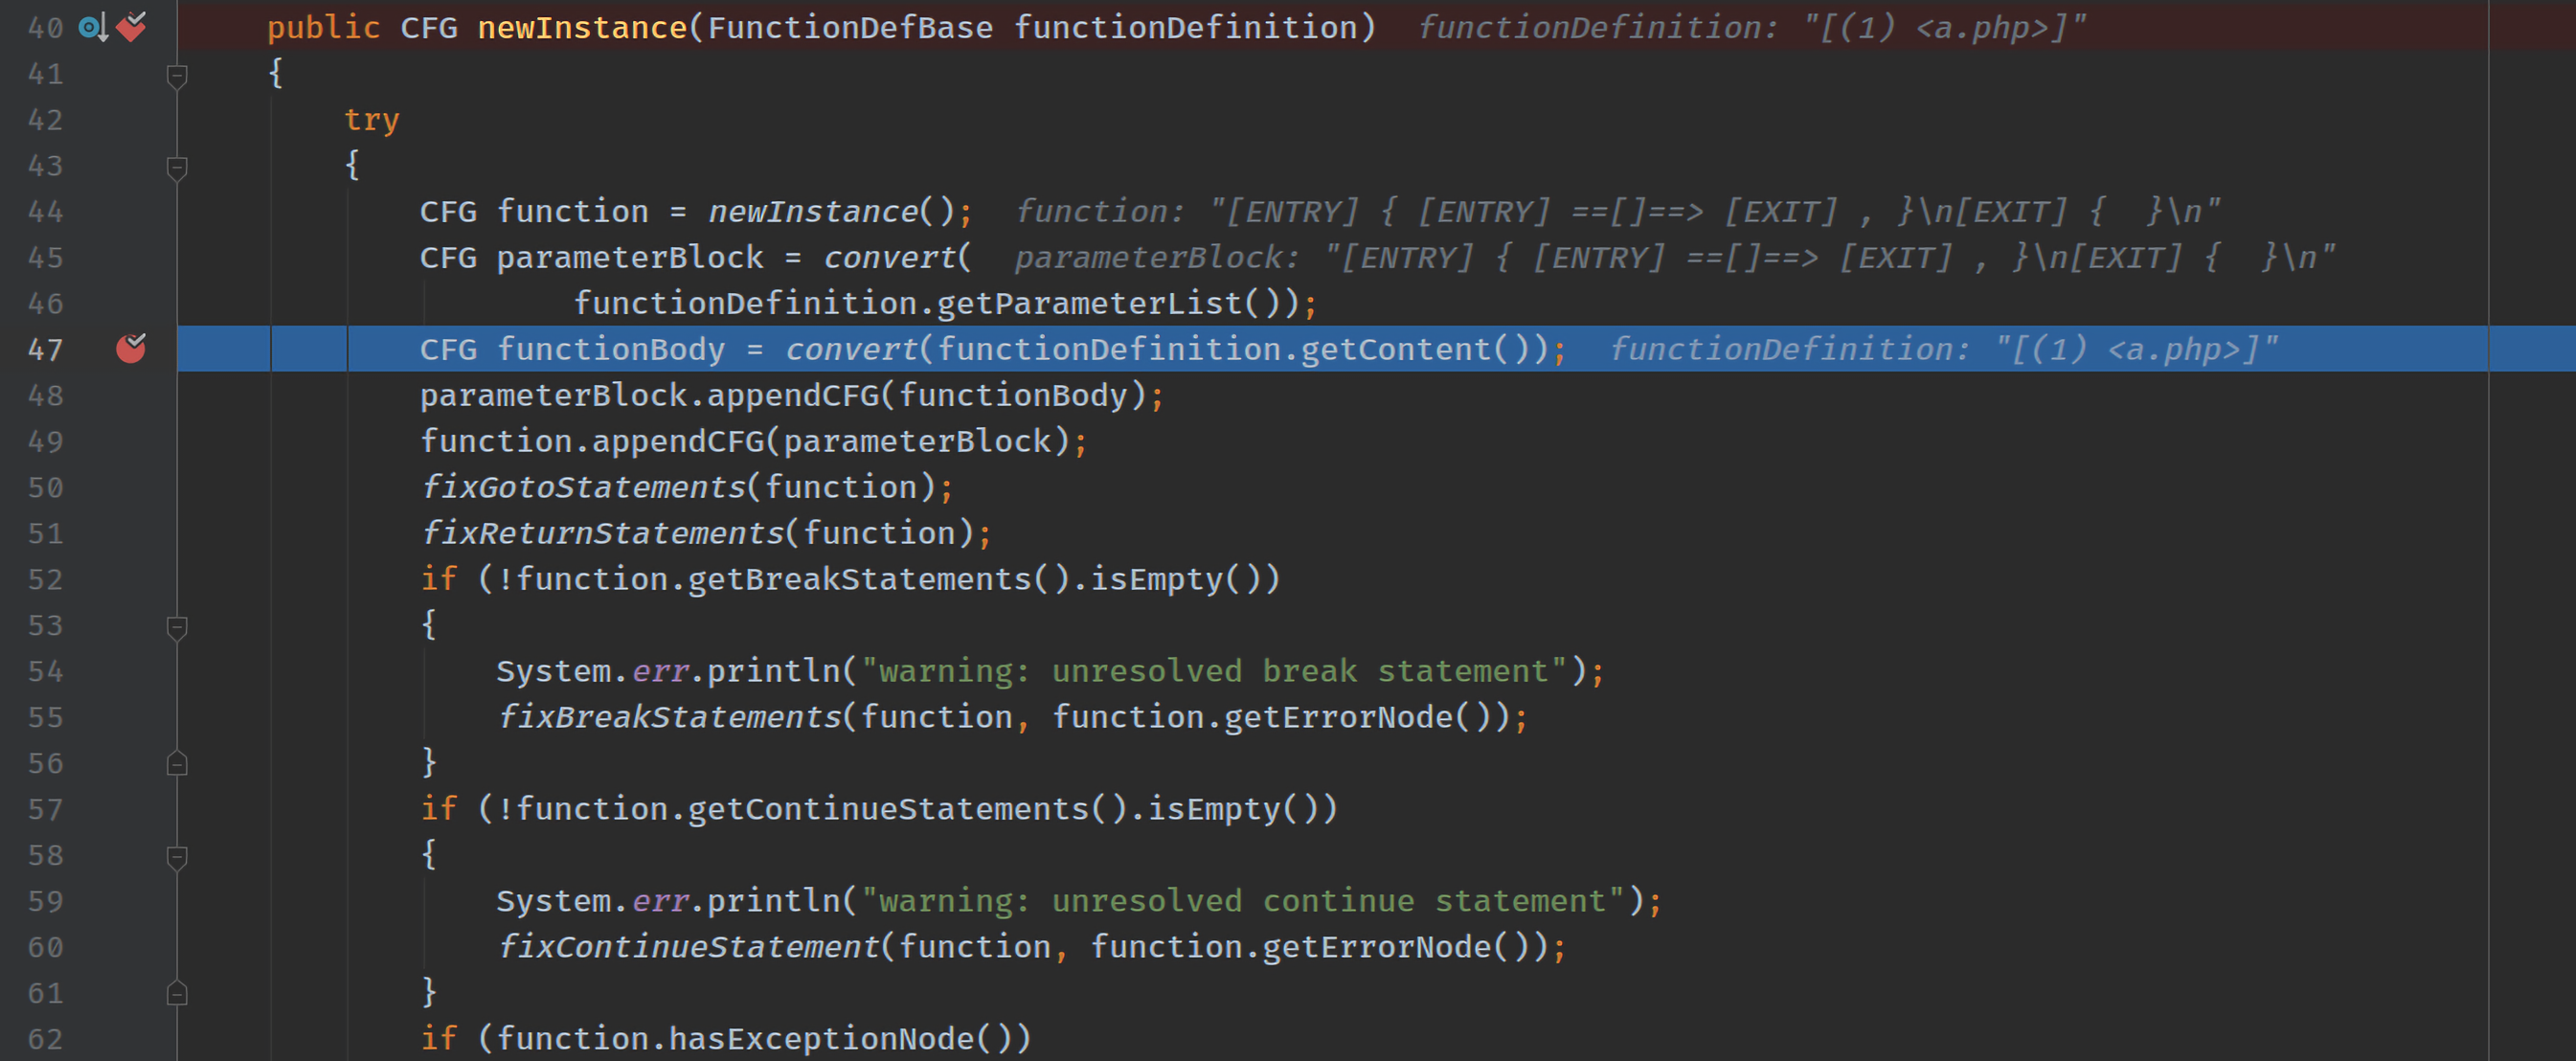 40 public CFG newInstance(FunctionDefBase functionDefinition) functionDefinition: "[(1) <a.php>]"
41 {
42 try
43 {
44 CFG function = newInstance(); function: "[ENTRY] { [ENTRY] ==[]==> [EXIT] , }\n[EXIT] {  }\n"
45 CFG parameterBlock = convert( parameterBlock: "[ENTRY] { [ENTRY] ==[]==> [EXIT] , }\n[EXIT] {  }\n"
46 functionDefinition.getParameterList());
47 CFG functionBody = convert(functionDefinition.getContent()); functionDefinition: "[(1) <a.php>]"
48 parameterBlock.appendCFG(functionBody);
49 function.appendCFG(parameterBlock);
50 fixGotoStatements(function);
51 fixReturnStatements(function);
52 if (!function.getBreakStatements().isEmpty())
53 {
54 System.err.println("warning: unresolved break statement");
55 fixBreakStatements(function, function.getErrorNode());
56 }
57 if (!function.getContinueStatements().isEmpty())
58 {
59 System.err.println("warning: unresolved continue statement");
60 fixContinueStatement(function, function.getErrorNode());
61 }
62 if (function.hasExceptionNode())